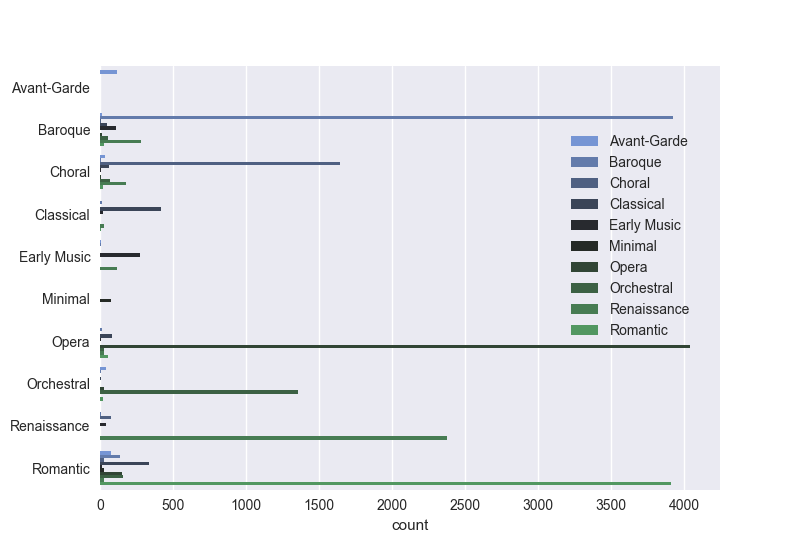 Avant-Garde
Baroque
Choral
Classical
Early Music
Minimal
Opera
Orchestral
Renaissance
Romantic
Avant-Garde
Baroque
Choral
Classical
Early Music
Minimal
Opera
Orchestral
Renaissance
Romantic
0 500 1000 1500 2000 2500 3000 3500 4000
count